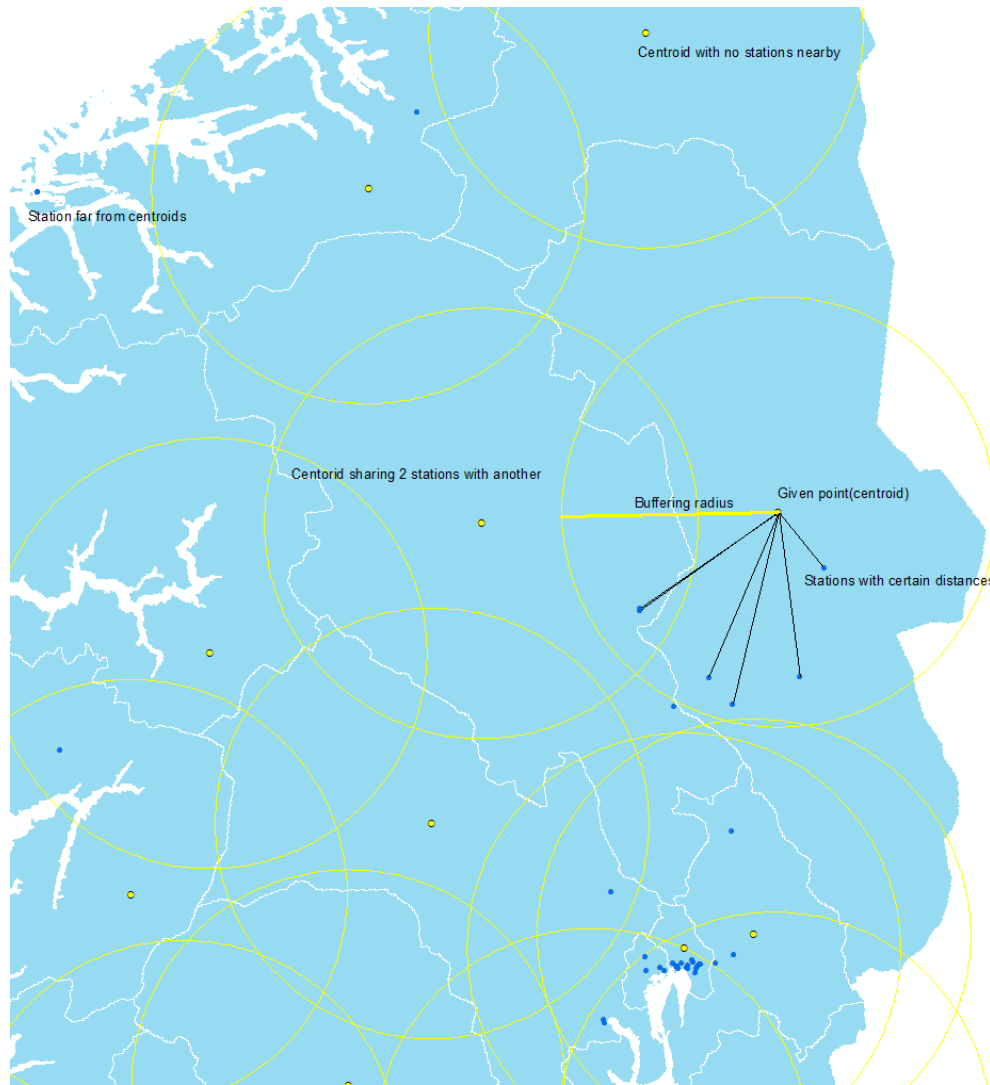 Centroid with no stations nearby
Station far from centroids
Centorid sharing 2 stations with another
Given point(centroid)
Buffering radius
Stations with certain distances